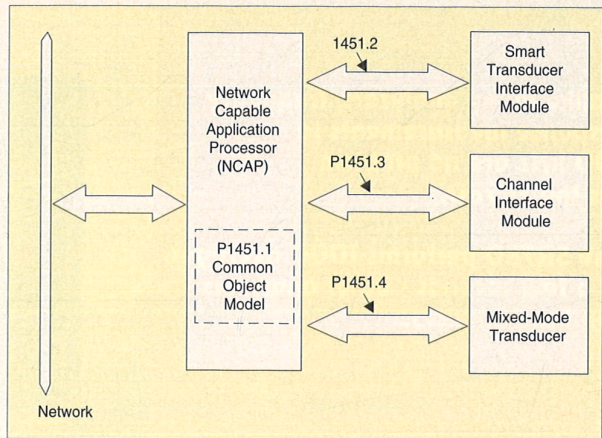 Network
Network
Capable
Application
Processor
(NCAP)
P1451.1
Common
Object
Model
1451.2
Smart
Transducer
Interface
Module
P1451.3
Channel
Interface
Module
P1451.4
Mixed-Mode
Transducer